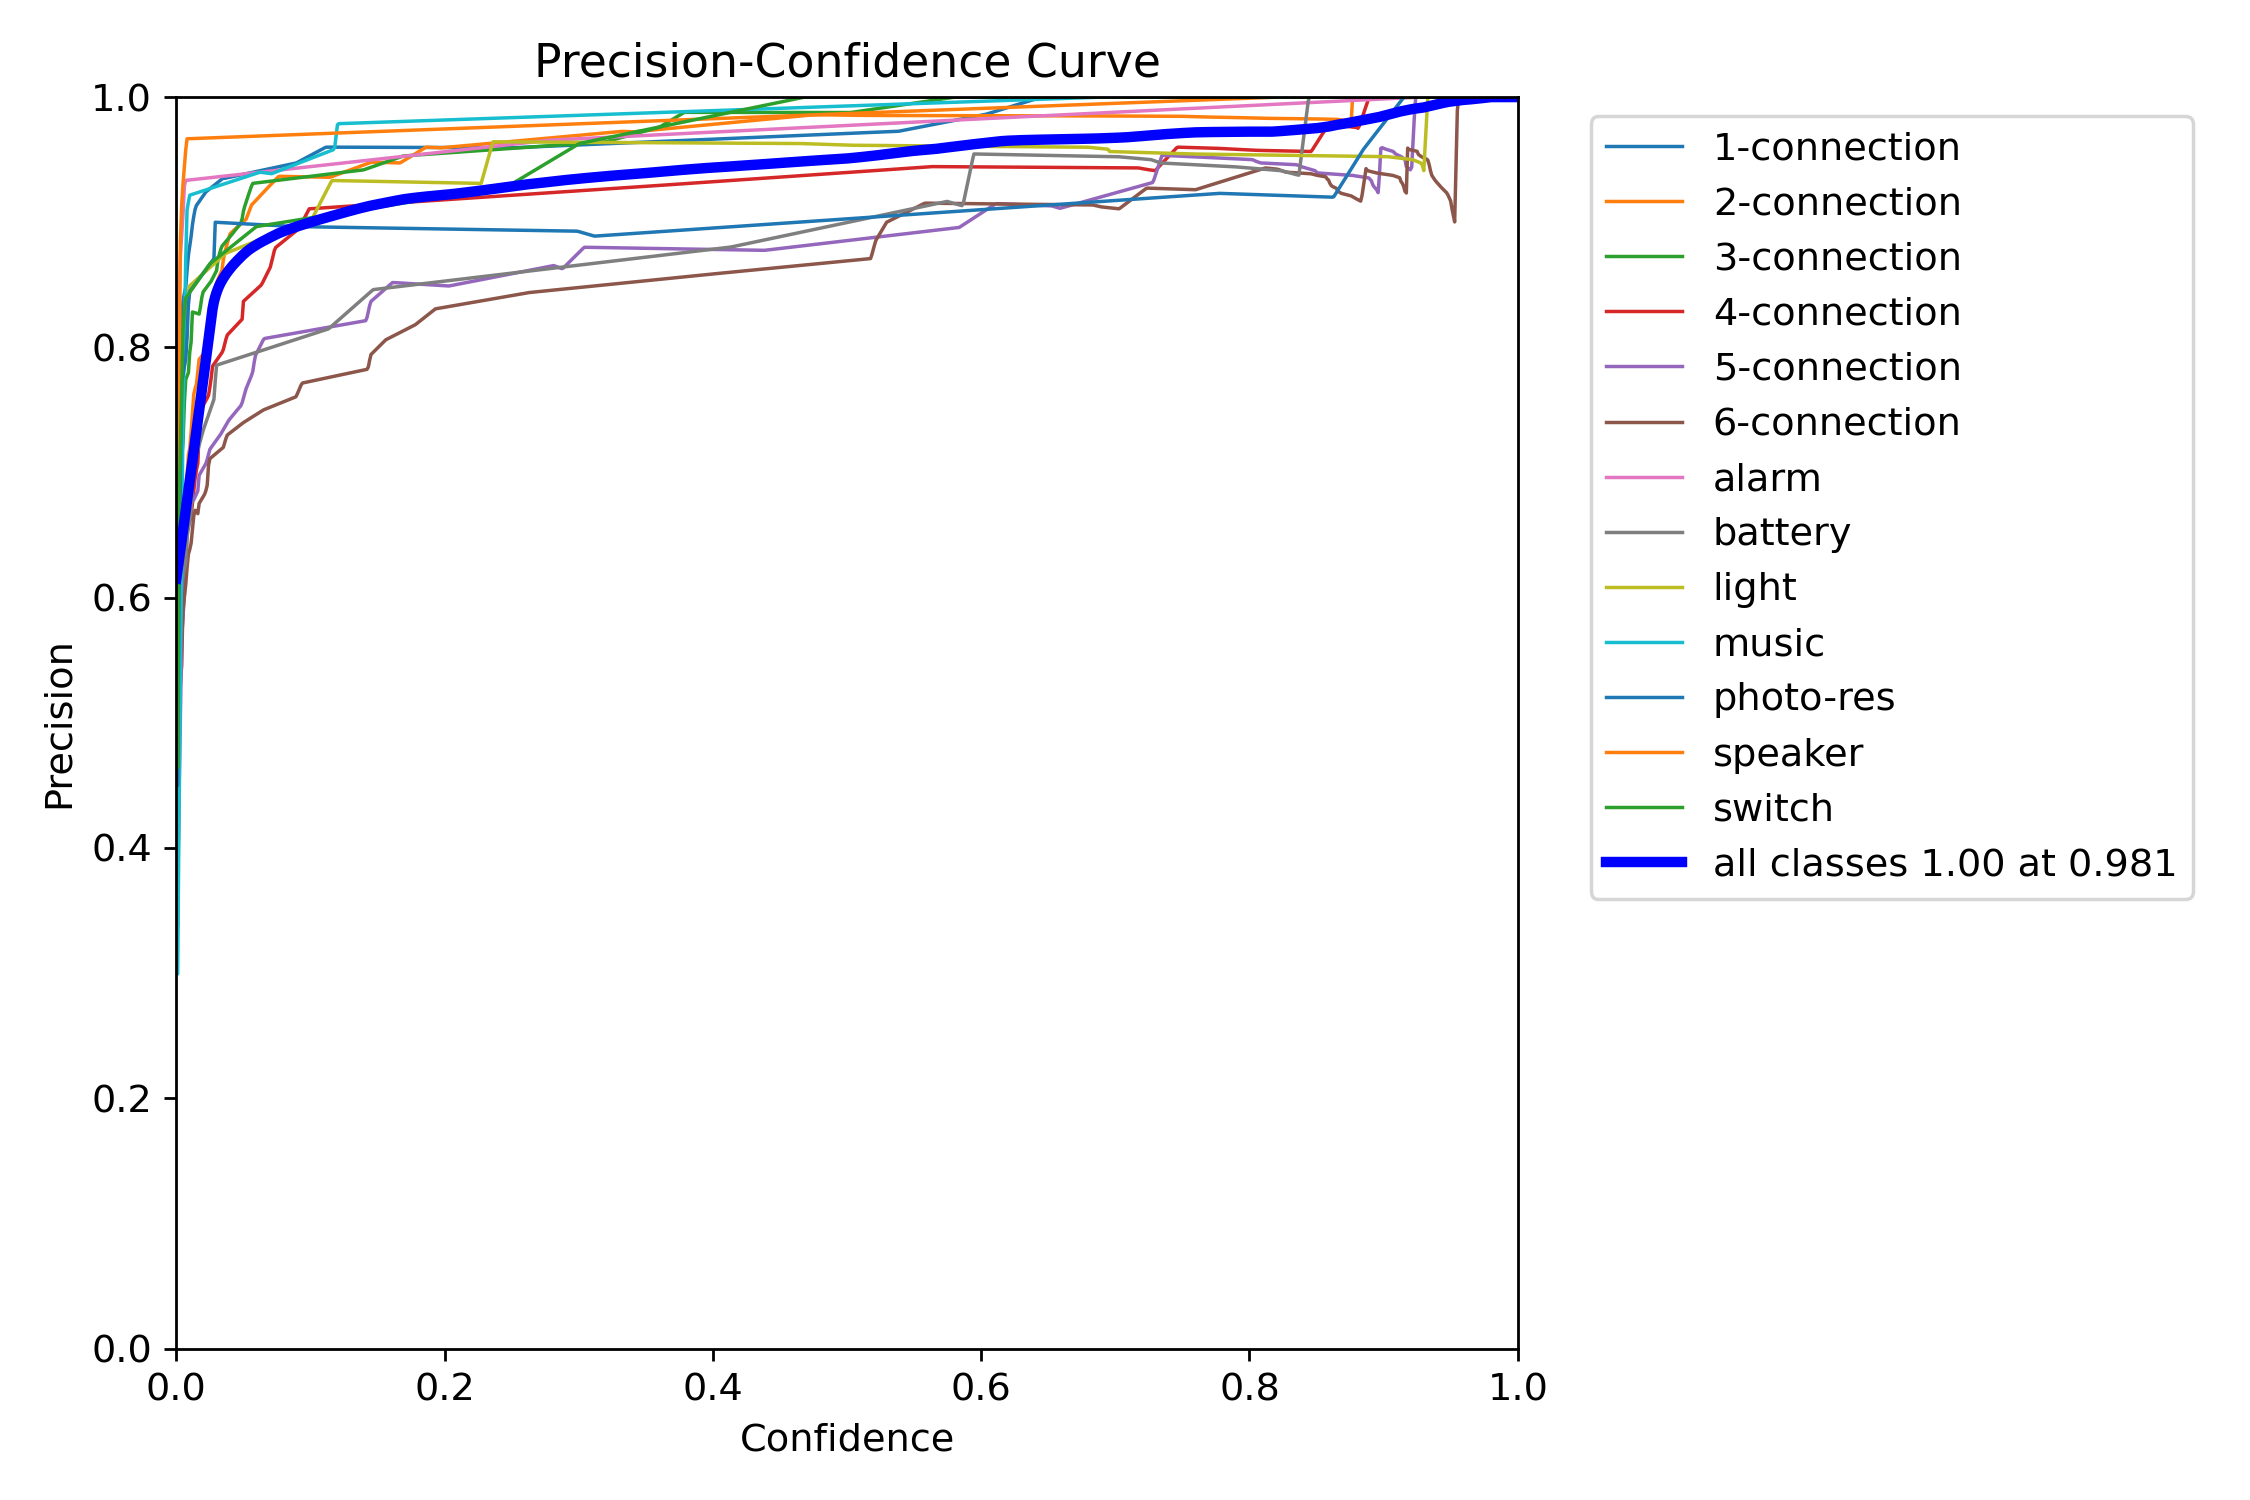 Precision-Confidence Curve
1.0
0.8
0.6
0.4
0.2
0.0
Precision
0.0 0.2 0.4 0.6 0.8 1.0
Confidence
1-connection
2-connection
3-connection
4-connection
5-connection
6-connection
alarm
battery
light
music
photo-res
speaker
switch
all classes 1.00 at 0.981